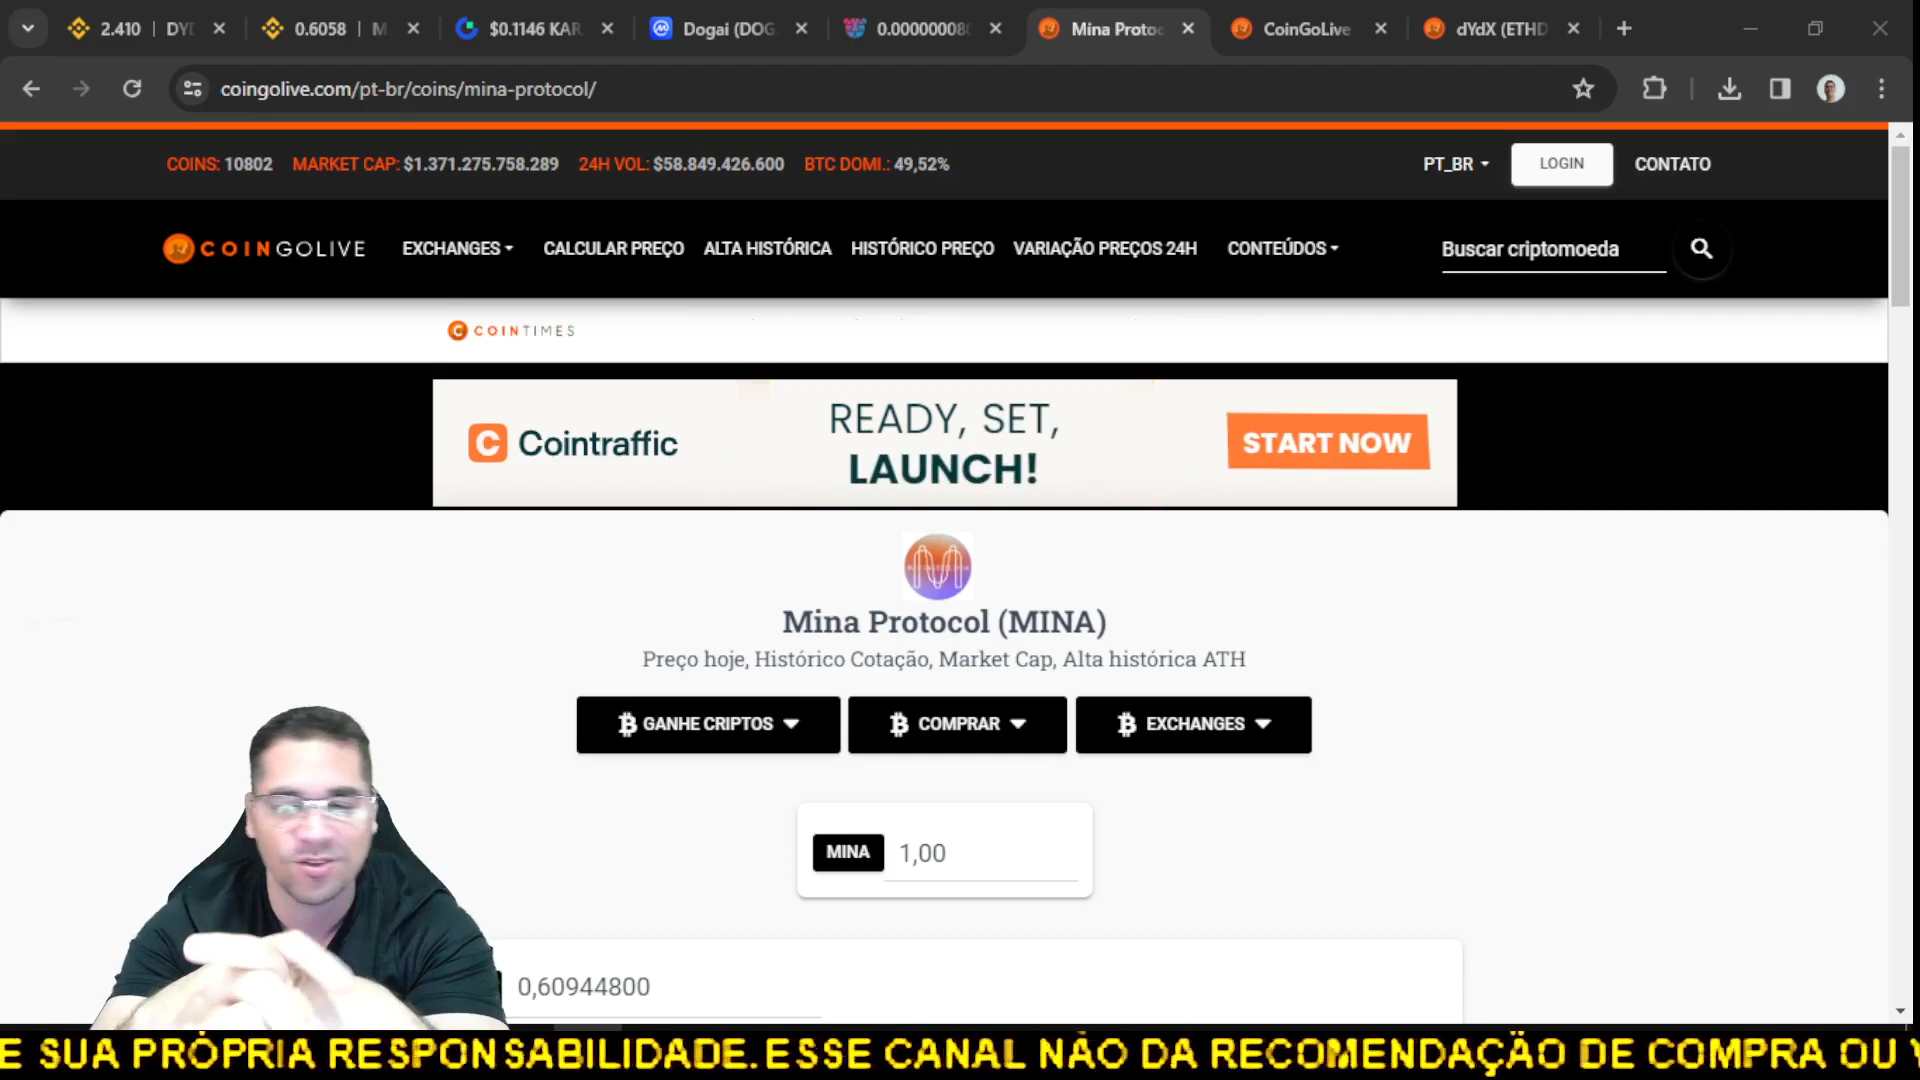 2.410 | DYD
0.6058 | M
$0.1146 KAR
Dogai (DOG
0.00000008
Mina Protoc
CoinGoLive
dYdX (ETHD
coingolive.com/pt-br/coins/mina-protocol/
COINS: 10802 MARKET CAP: $1.371.275.758.289 24H VOL: $58.849.426.600 BTC DOMI.: 49,52%
PT_BR LOGIN CONTATO
COINGOLIVE EXCHANGES CALCULAR PREÇO ALTA HISTÓRICA HISTÓRICO PREÇO VARIAÇÃO PREÇOS 24H CONTEÚDOS Buscar criptomoeda
COINTIMES
Cointraffic
READY, SET,
LAUNCH!
START NOW
Mina Protocol (MINA)
Preço hoje, Histórico Cotação, Market Cap, Alta histórica ATH
GANHE CRIPTOS COMPRAR EXCHANGES
MINA 1,00
0,60944800
E SUA PRÓPRIA RESPONSABILIDADE.ESSE CANAL NÃO DA RECOMENDAÇÃO DE COMPRA OU